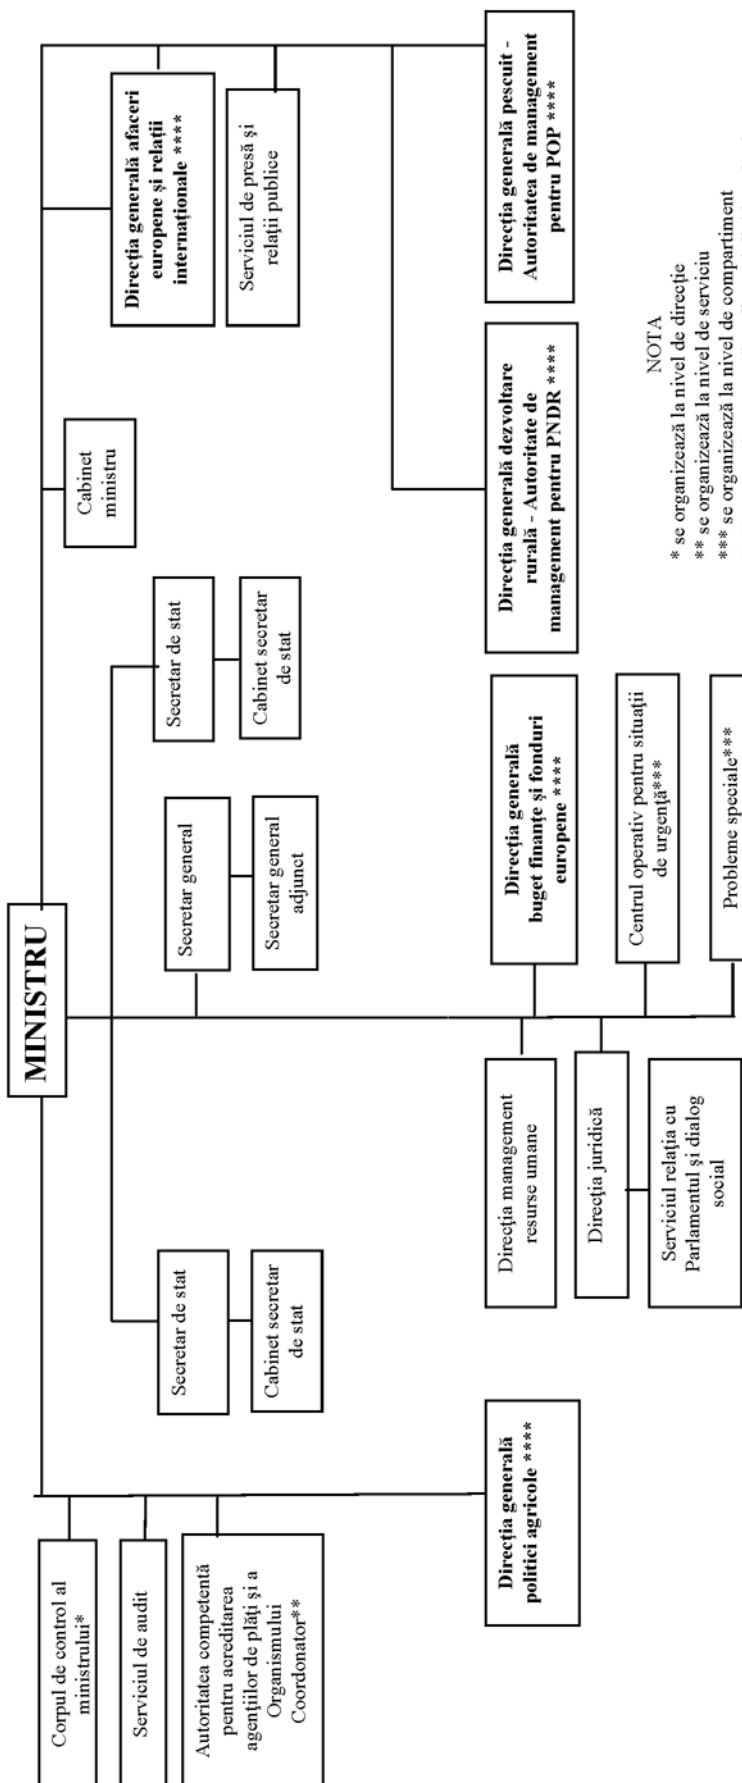 MINISTRU
Corpul de control al
ministrului*
Serviciul de audit
Autoritatea competentă
pentru acreditarea
agenţiilor de plăţi şi a
Organismului
Coordonator**
Secretar de stat
Cabinet secretar
de stat
Secretar general
Secretar general
adjunct
Secretar de stat
Cabinet secretar
de stat
Cabinet
ministru
Direcţia generală afaceri
europene şi relaţii
internaţionale ****
Serviciul de presă şi
relaţii publice
Direcţia generală
politici agricole ****
Direcţia management
resurse umane
Direcţia juridică
Serviciul relaţia cu
Parlamentul şi dialog
social
Direcţia generală
buget finanţe şi fonduri
europene ****
Centrul operativ pentru situaţii
de urgenţă***
Probleme speciale***
Direcţia generală dezvoltare
rurală - Autoritate de
management pentru PNDR ****
Direcţia generală pescuit -
Autoritatea de management
pentru POP ****
NOTA
* se organizează la nivel de direcţie
** se organizează la nivel de serviciu
*** se organizează la nivel de compartiment